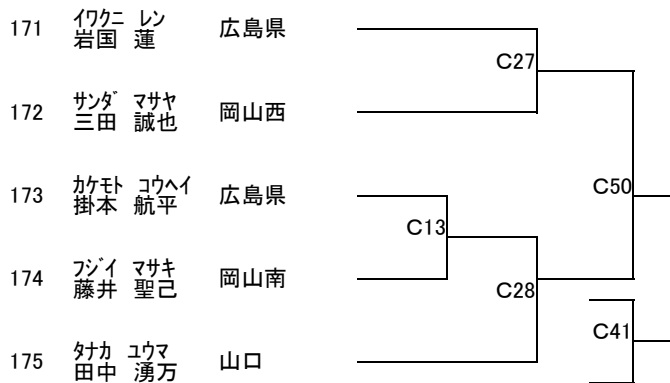 171 イワクニ レン
岩国 蓮 広島県
C27
172 サンダ マサヤ
三田 誠也 岡山西
C50
173 カケモト コウヘイ
掛本 航平 広島県
C13
174 フジイ マサキ
藤井 聖己 岡山南
C28
C41
175 タナカ ユウマ
田中 湧万 山口